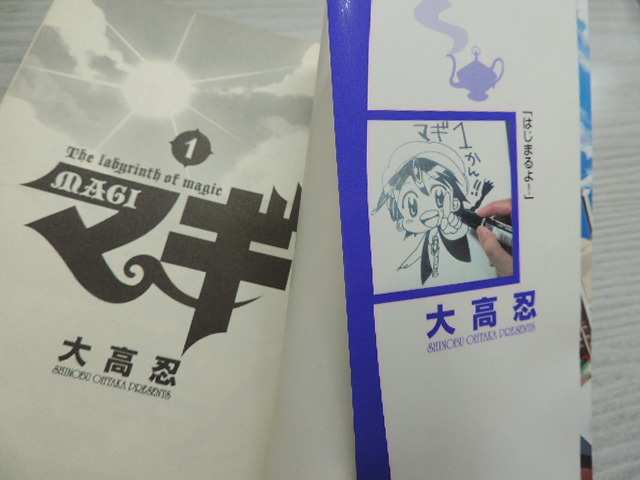 1
The labyrinth of magic
MAGI
マギ
大高忍
SHINOBU OHTAKA PRESENTS
「はじまるよー」
マギ1
かん!!
大高忍
SHINOBU OHTAKA PRESENTS